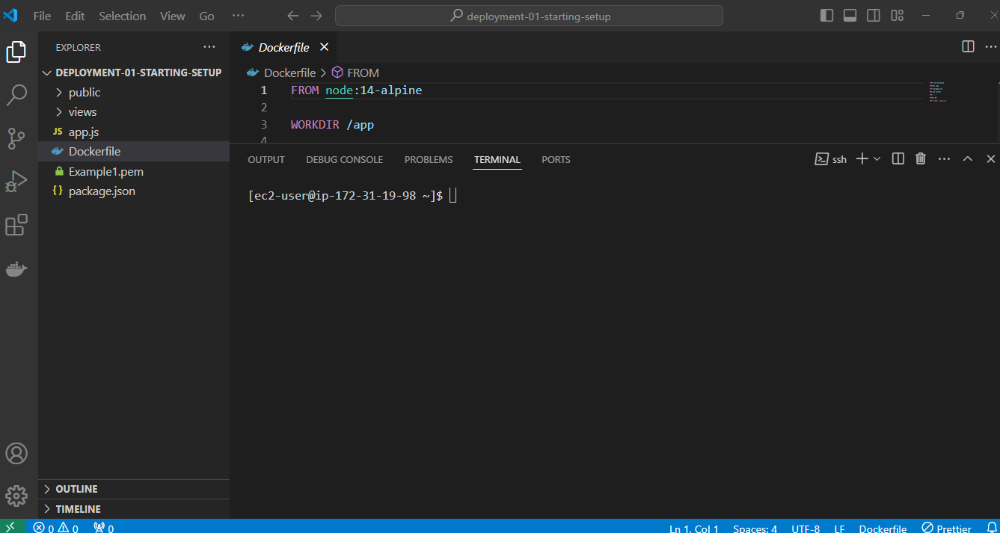 File Edit Selection View Go ···
deployment-01-starting-setup
EXPLORER ···
DEPLOYMENT-01-STARTING-SETUP
public
views
JS app.js
Dockerfile
Example1.pem
{} package.json
OUTLINE
TIMELINE
Dockerfile
Dockerfile > FROM
1 FROM node:14-alpine
2
3 WORKDIR /app
4
OUTPUT DEBUG CONSOLE PROBLEMS TERMINAL PORTS
ssh
[ec2-user@ip-172-31-19-98 ~]$
0 0 0
Ln 1, Col 1 Spaces: 4 UTF-8 LF Dockerfile Prettier